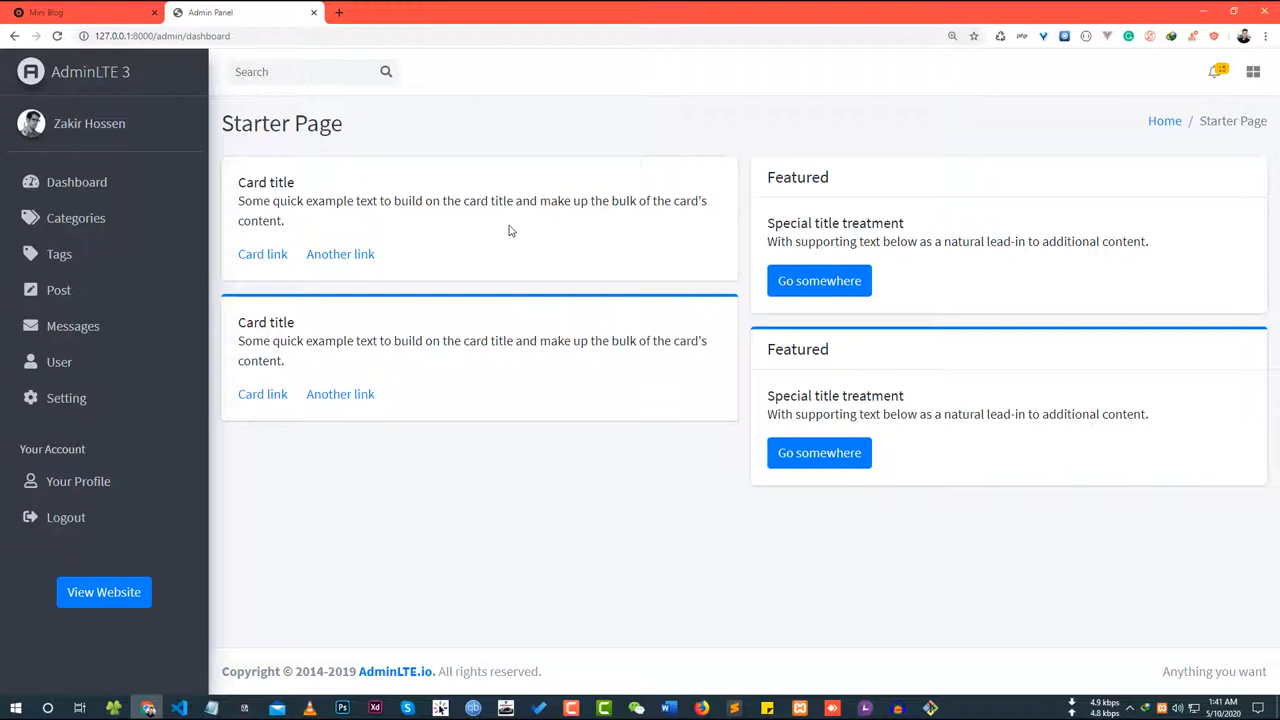 Mini Blog
Admin Panel
127.0.0.1:8000/admin/dashboard
php
AdminLTE 3
Search
Zakir Hossen
Starter Page
Home / Starter Page
Dashboard
Categories
Tags
Post
Messages
User
Setting
Your Account
Your Profile
Logout
View Website
Card title
Some quick example text to build on the card title and make up the bulk of the card's
content.
Card link Another link
Card title
Some quick example text to build on the card title and make up the bulk of the card's
content.
Card link Another link
Featured
Special title treatment
With supporting text below as a natural lead-in to additional content.
Go somewhere
Featured
Special title treatment
With supporting text below as a natural lead-in to additional content.
Go somewhere
Copyright © 2014-2019 AdminLTE.io. All rights reserved.
Anything you want
4.9 kbps
4.8 kbps
1:41 AM
5/10/2020